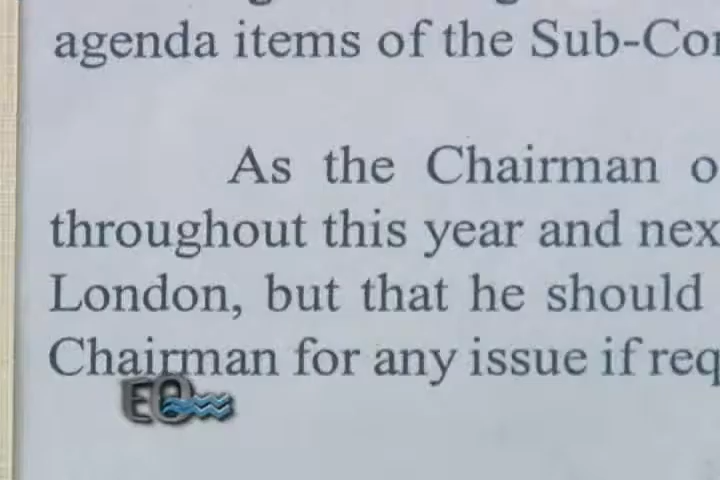 agenda items of the Sub-Co
As the Chairman o
throughout this year and nex
London, but that he should
Chairman for any issue if req
EO